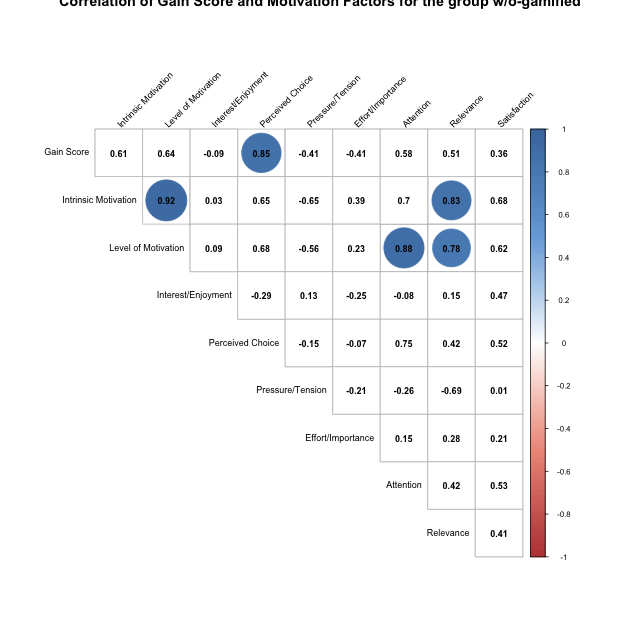 Correlation of Gain Score and Motivation Factors for the group w/o-gamified
Intrinsic Motivation
Level of Motivation
Interest/Enjoyment
Perceived Choice
Pressure/Tension
Effort/Importance
Attention
Relevance
Satisfaction
Gain Score 0.61 0.64 -0.09 0.85 -0.41 -0.41 0.58 0.51 0.36
Intrinsic Motivation 0.92 0.03 0.65 -0.65 0.39 0.7 0.83 0.68
Level of Motivation 0.09 0.68 -0.56 0.23 0.88 0.78 0.62
Interest/Enjoyment -0.29 0.13 -0.25 -0.08 0.15 0.47
Perceived Choice -0.15 -0.07 0.75 0.42 0.52
Pressure/Tension -0.21 -0.26 -0.69 0.01
Effort/Importance 0.15 0.28 0.21
Attention 0.42 0.53
Relevance 0.41
1
0.8
0.6
0.4
0.2
0
-0.2
-0.4
-0.6
-0.8
-1